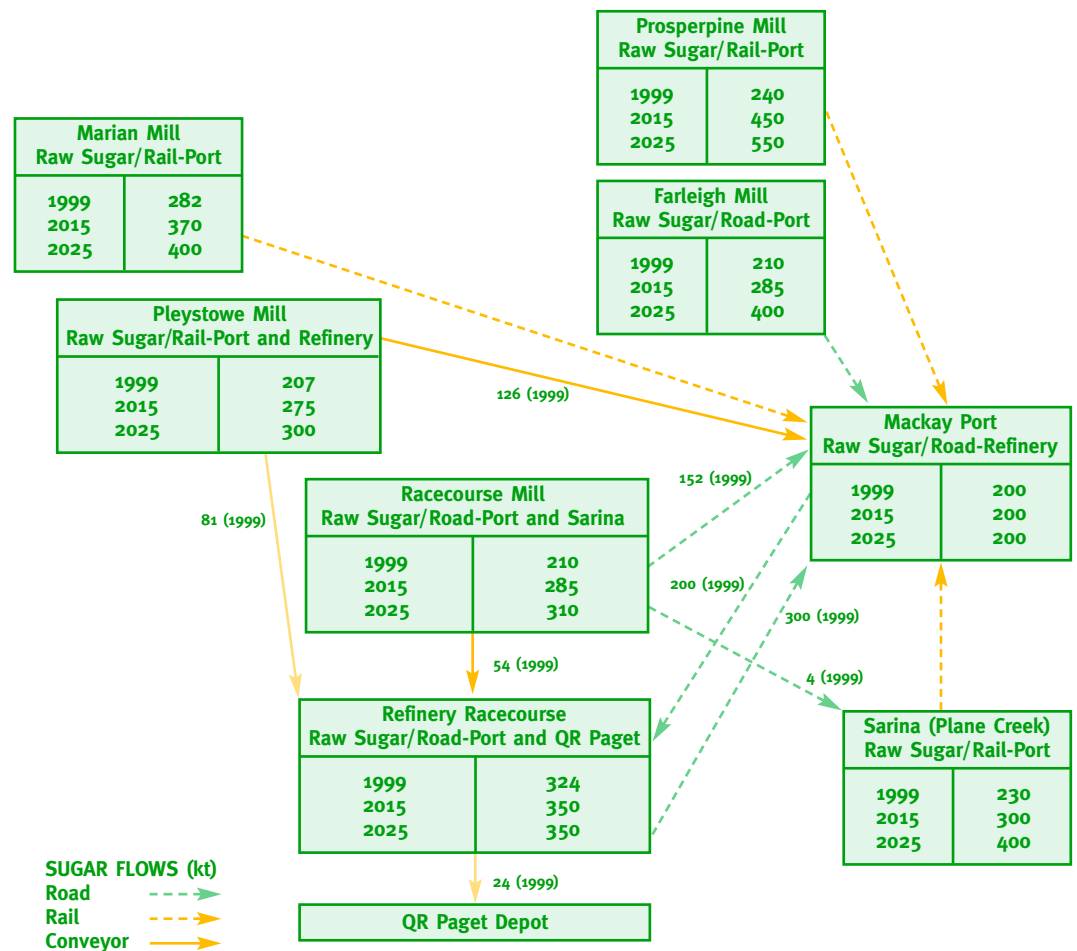 Prosperpine Mill
Raw Sugar/Rail-Port
1999 240
2015 450
2025 550
Marian Mill
Raw Sugar/Rail-Port
1999 282
2015 370
2025 400
Farleigh Mill
Raw Sugar/Road-Port
1999 210
2015 285
2025 400
Pleystowe Mill
Raw Sugar/Rail-Port and Refinery
1999 207
2015 275
2025 300
126 (1999)
Mackay Port
Raw Sugar/Road-Refinery
1999 200
2015 200
2025 200
81 (1999)
Racecourse Mill
Raw Sugar/Road-Port and Sarina
1999 210
2015 285
2025 310
152 (1999)
200 (1999)
300 (1999)
54 (1999)
4 (1999)
Refinery Racecourse
Raw Sugar/Road-Port and QR Paget
1999 324
2015 350
2025 350
Sarina (Plane Creek)
Raw Sugar/Rail-Port
1999 230
2015 300
2025 400
24 (1999)
QR Paget Depot
SUGAR FLOWS (kt)
Road
Rail
Conveyor